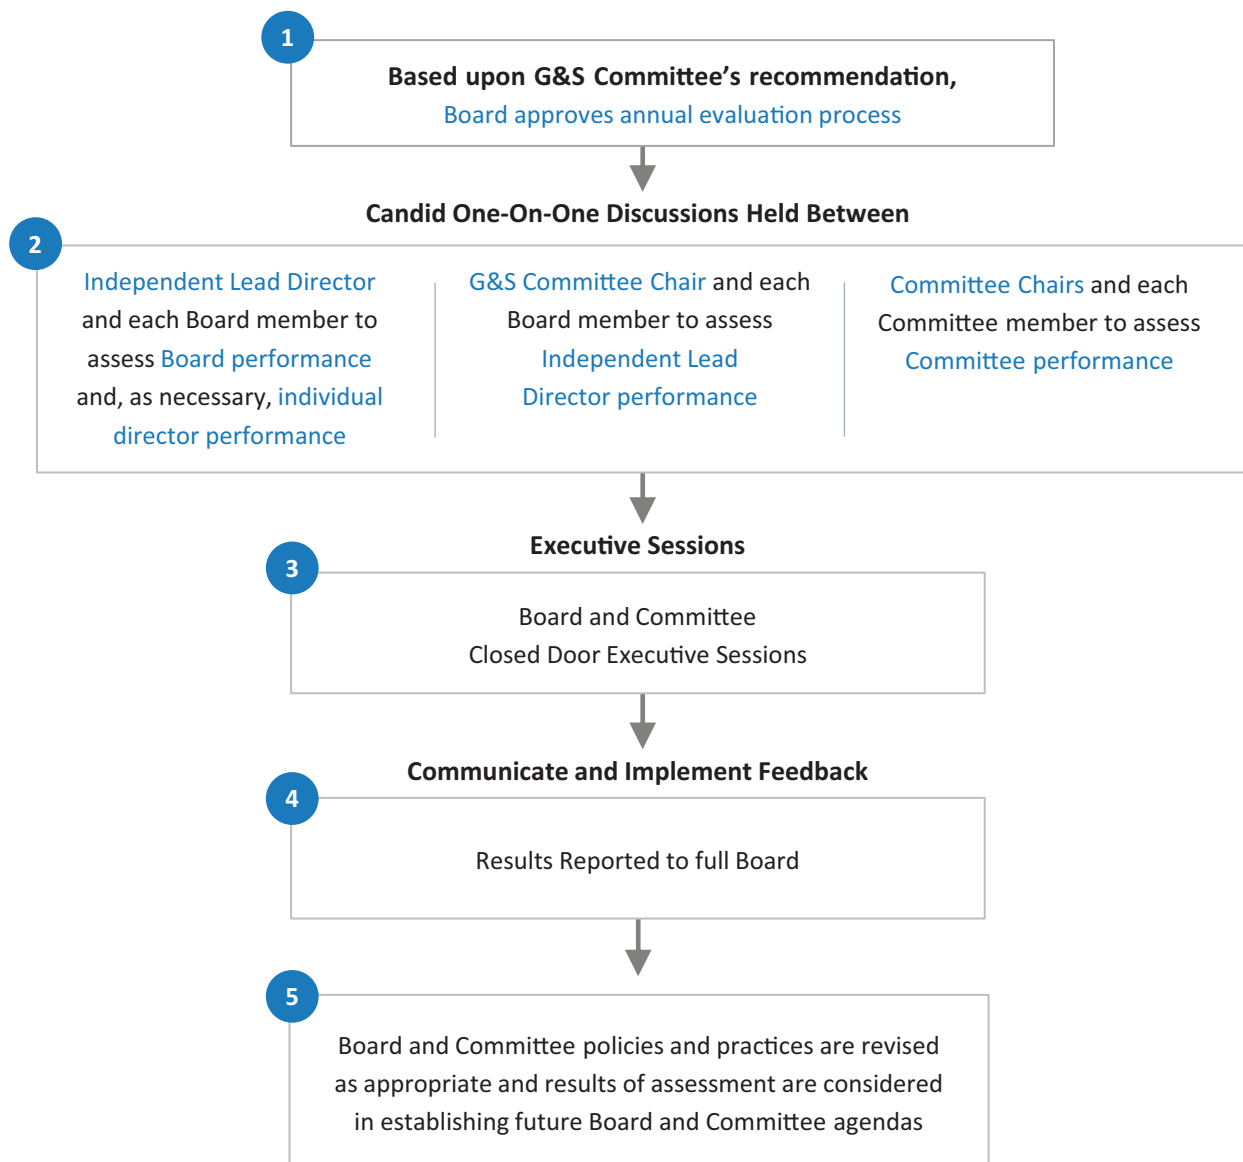 1
Based upon G&S Committee's recommendation,
Board approves annual evaluation process
Candid One-On-One Discussions Held Between
2
Independent Lead Director
and each Board member to
assess Board performance
and, as necessary, individual
director performance
G&S Committee Chair and each
Board member to assess
Independent Lead
Director performance
Committee Chairs and each
Committee member to assess
Committee performance
Executive Sessions
3
Board and Committee
Closed Door Executive Sessions
Communicate and Implement Feedback
4
Results Reported to full Board
5
Board and Committee policies and practices are revised
as appropriate and results of assessment are considered
in establishing future Board and Committee agendas